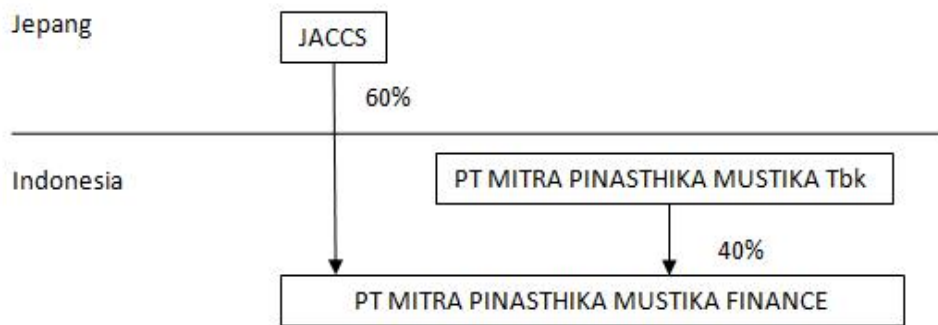 Jepang
JACCS
60%
Indonesia
PT MITRA PINASTHIKA MUSTIKA Tbk
40%
PT MITRA PINASTHIKA MUSTIKA FINANCE